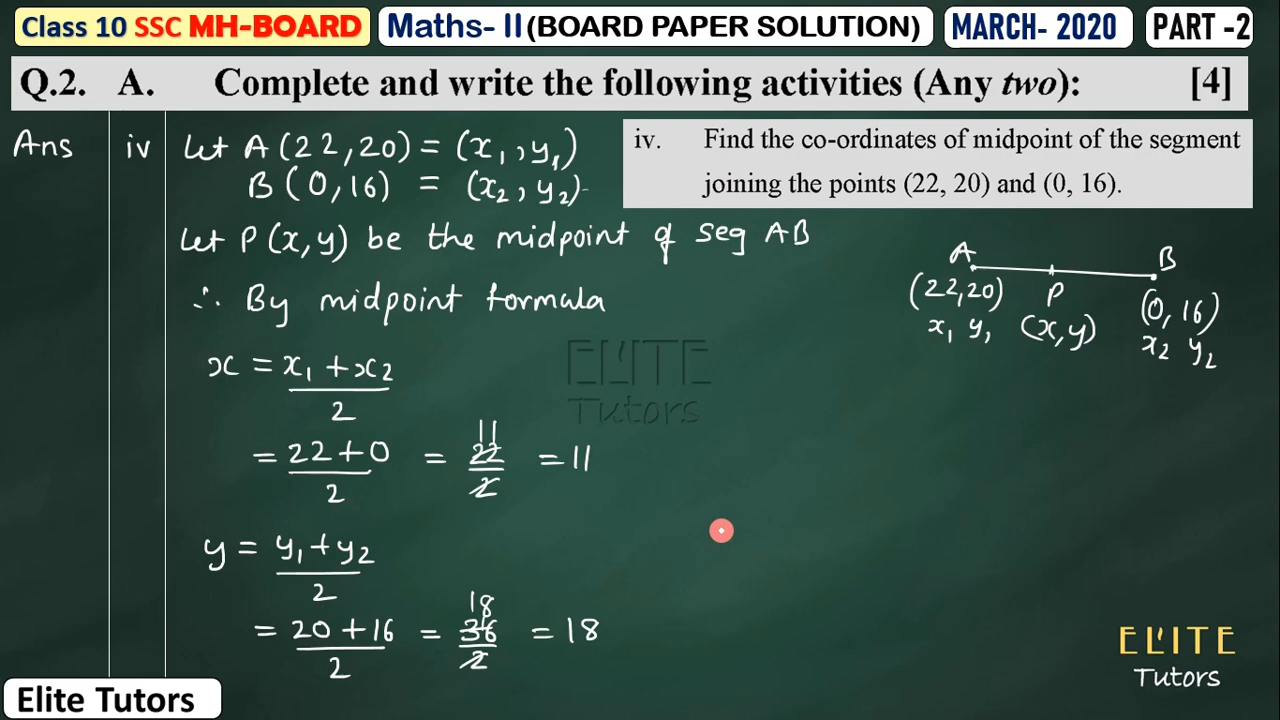 Class 10 SSC MH-BOARD Maths- II (BOARD PAPER SOLUTION) MARCH- 2020 PART -2
Q.2. A. Complete and write the following activities (Any two): [4]
Ans iv Let A (22,20) = (x₁, y₁)
B (0,16) = (x₂, y₂)
iv. Find the co-ordinates of midpoint of the segment
joining the points (22, 20) and (0, 16).
Let P(x,y) be the midpoint of seg AB
∴ By midpoint formula
A B
(22,20) P (0, 16)
x₁ y₁ (x,y) x₂ y₂
x = x₁ + x₂
2
= 22+0 = 22 = 11
2 2
11
y = y₁ + y₂
2
= 20+16 = 36 = 18
2 2
18
ELITE
Tutors
ELITE
Tutors
Elite Tutors